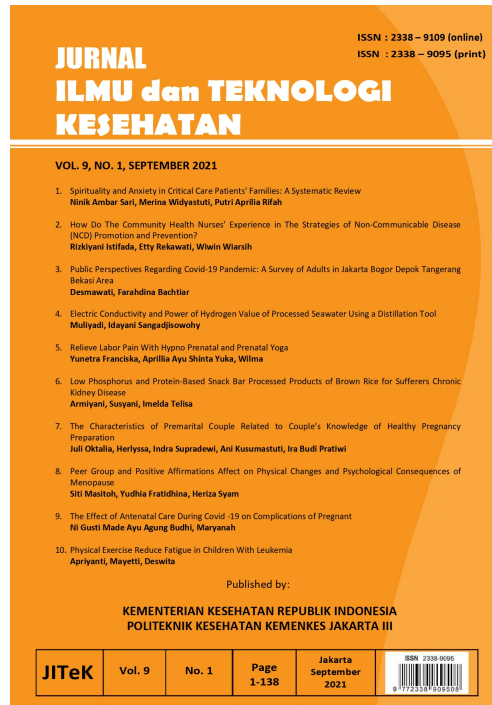 ISSN : 2338 – 9109 (online)
ISSN : 2338 – 9095 (print)
JURNAL
ILMU dan TEKNOLOGI
KESEHATAN
VOL. 9, NO. 1, SEPTEMBER 2021
1. Spirituality and Anxiety in Critical Care Patients' Families: A Systematic Review
Ninik Ambar Sari, Merina Widyastuti, Putri Aprilia Rifah
2. How Do The Community Health Nurses' Experience in The Strategies of Non-Communicable Disease
(NCD) Promotion and Prevention?
Rizkiyani Istifada, Etty Rekawati, Wiwin Wiarsih
3. Public Perspectives Regarding Covid-19 Pandemic: A Survey of Adults in Jakarta Bogor Depok Tangerang
Bekasi Area
Desmawati, Farahdina Bachtiar
4. Electric Conductivity and Power of Hydrogen Value of Processed Seawater Using a Distillation Tool
Muliyadi, Idayani Sangadjisowohy
5. Relieve Labor Pain With Hypno Prenatal and Prenatal Yoga
Yunetra Franciska, Aprillia Ayu Shinta Yuka, Wilma
6. Low Phosphorus and Protein-Based Snack Bar Processed Products of Brown Rice for Sufferers Chronic
Kidney Disease
Armiyani, Susyani, Imelda Telisa
7. The Characteristics of Premarital Couple Related to Couple's Knowledge of Healthy Pregnancy
Preparation
Juli Oktalia, Herlyssa, Indra Supradewi, Ani Kusumastuti, Ira Budi Pratiwi
8. Peer Group and Positive Affirmations Affect on Physical Changes and Psychological Consequences of
Menopause
Siti Masitoh, Yudhia Fratidhina, Heriza Syam
9. The Effect of Antenatal Care During Covid -19 on Complications of Pregnant
Ni Gusti Made Ayu Agung Budhi, Maryanah
10. Physical Exercise Reduce Fatigue in Children With Leukemia
Apriyanti, Mayetti, Deswita
Published by:
KEMENTERIAN KESEHATAN REPUBLIK INDONESIA
POLITEKNIK KESEHATAN KEMENKES JAKARTA III
JITeK
Vol. 9
No. 1
Page
1-138
Jakarta
September
2021
ISSN 2338-9095
9 772338 909508